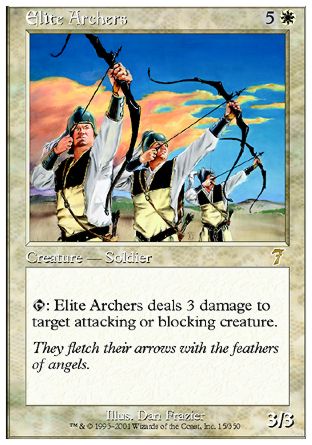 Elite Archers 5
Creature — Soldier 7
: Elite Archers deals 3 damage to
target attacking or blocking creature.
They fletch their arrows with the feathers
of angels.
Illus. Dan Frazier
™ & © 1993–2001 Wizards of the Coast, Inc. 15/350
3/3